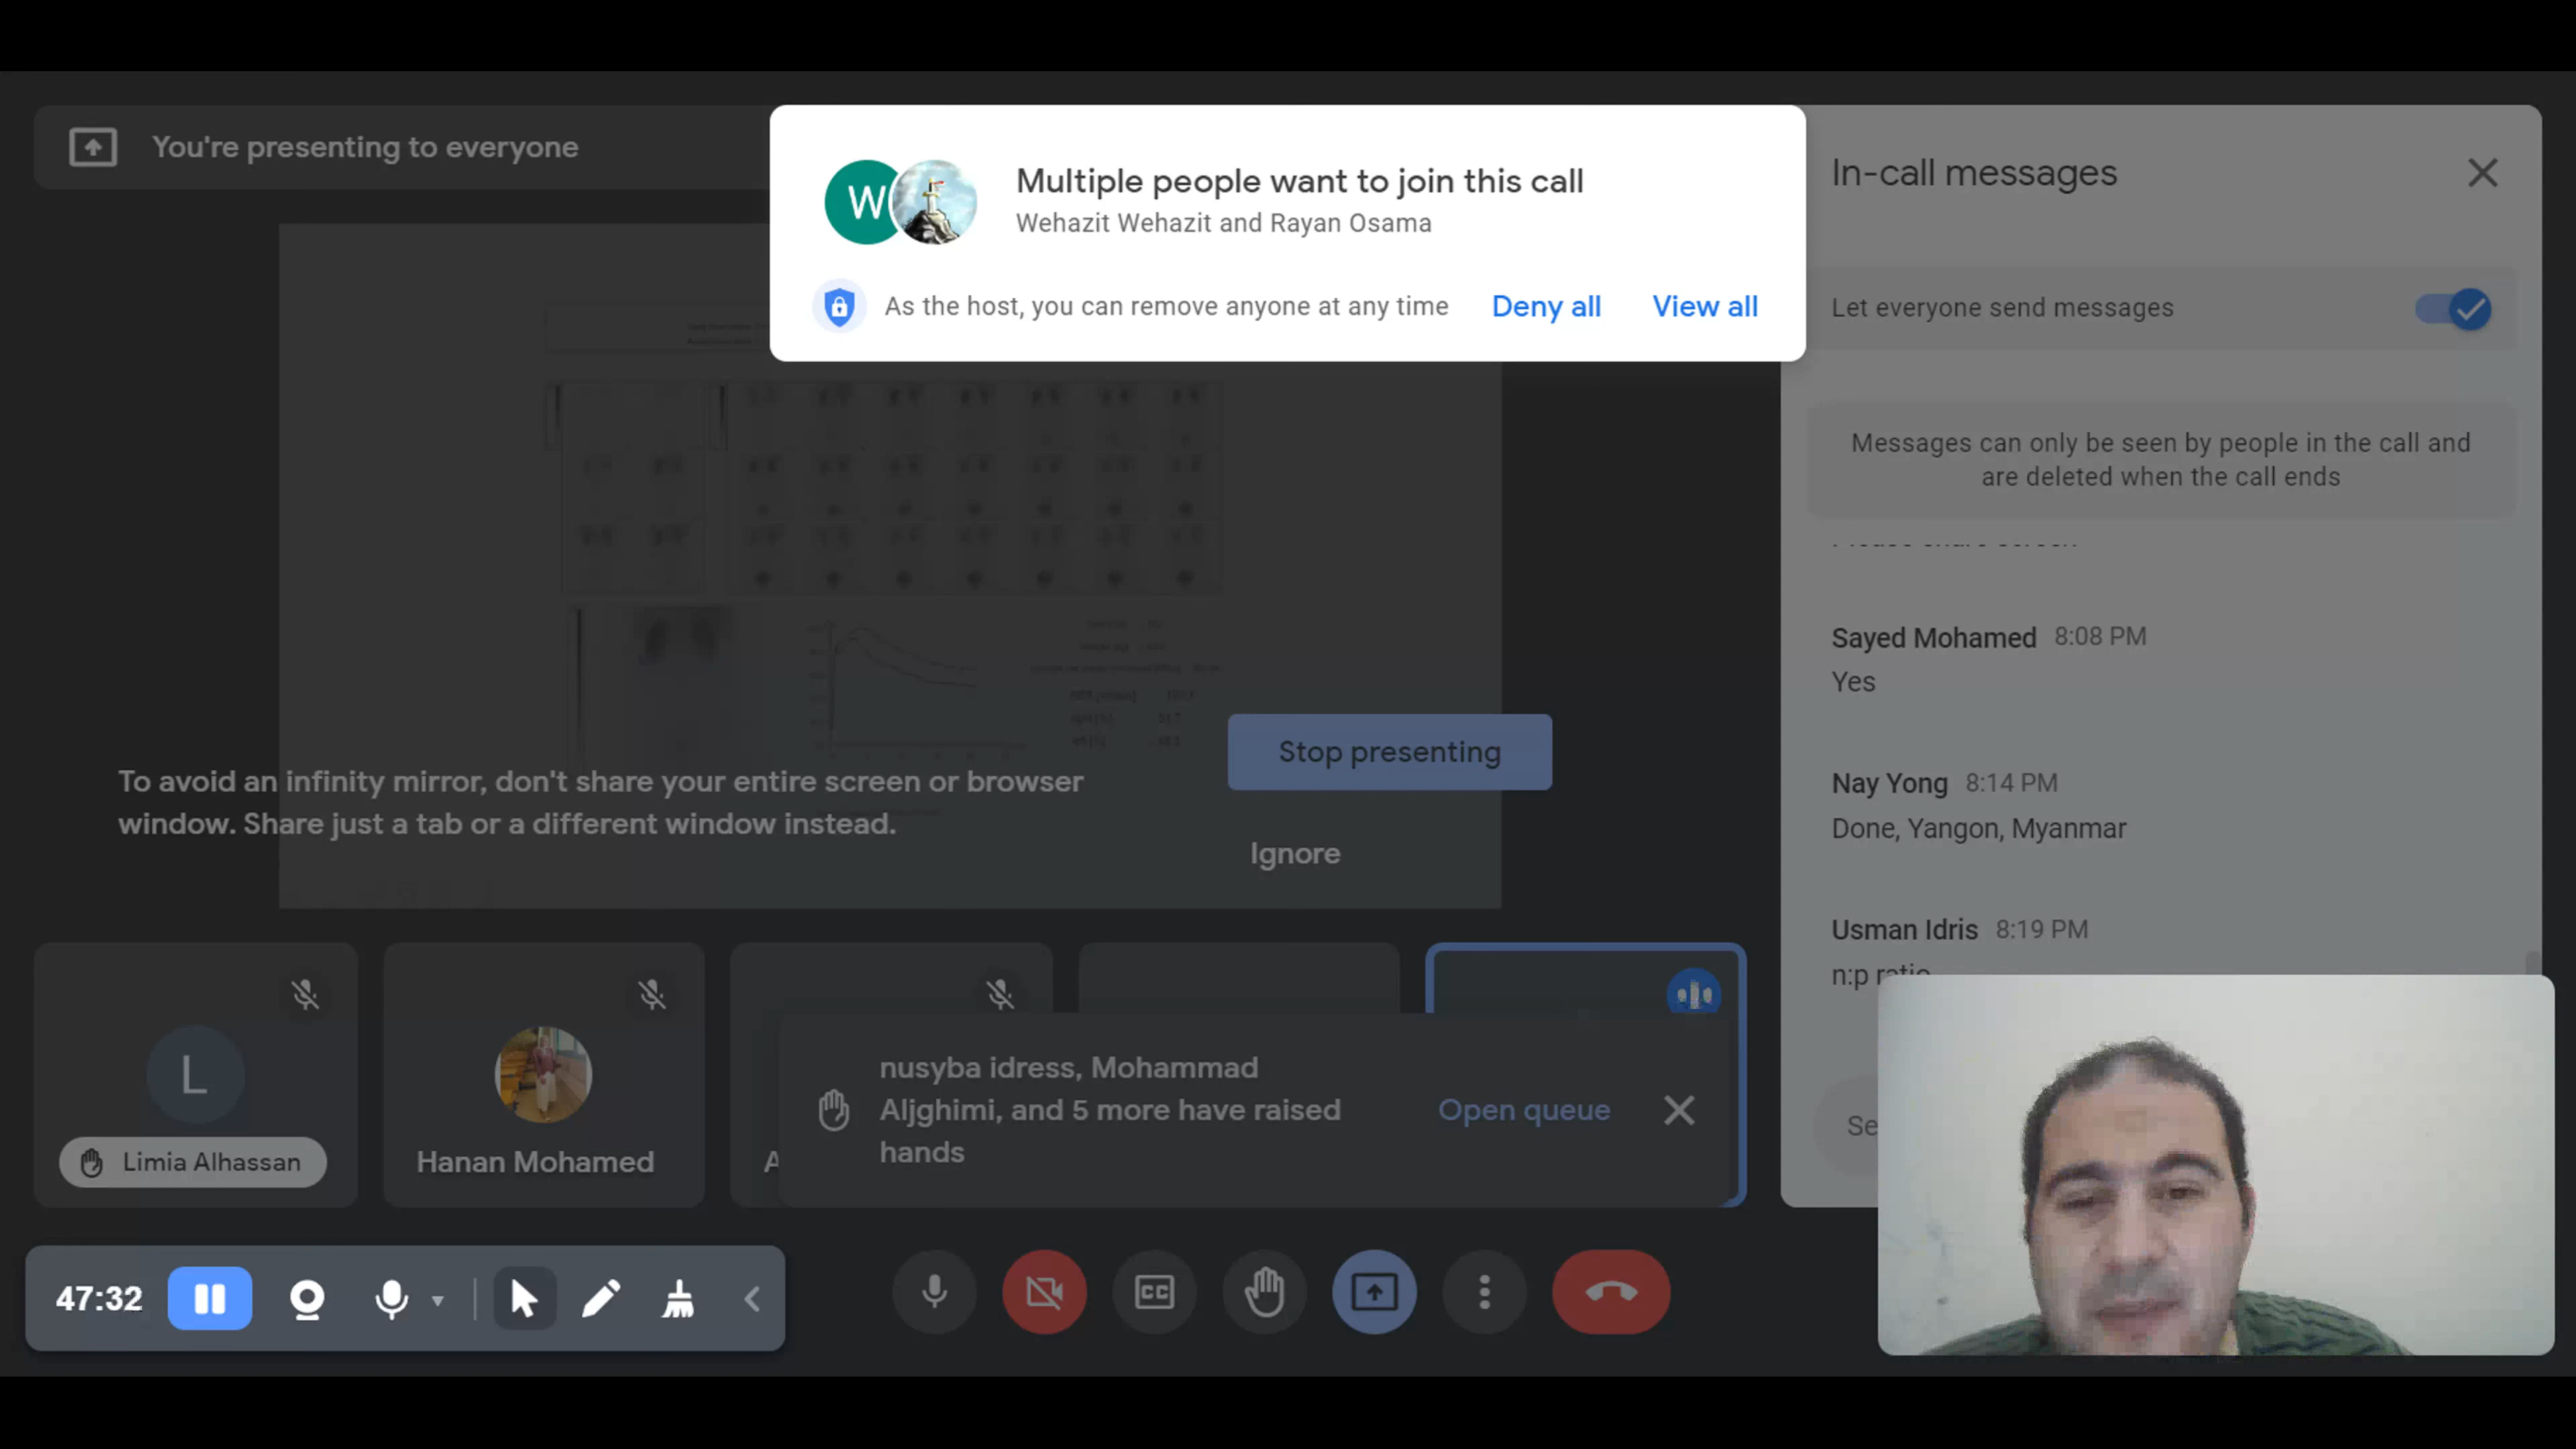 You're presenting to everyone
W
Multiple people want to join this call
Wehazit Wehazit and Rayan Osama
As the host, you can remove anyone at any time
Deny all
View all
In-call messages
Let everyone send messages
Messages can only be seen by people in the call and
are deleted when the call ends
Sayed Mohamed 8:08 PM
Yes
Nay Yong 8:14 PM
Done, Yangon, Myanmar
Usman Idris 8:19 PM
n:p ratio
To avoid an infinity mirror, don't share your entire screen or browser
window. Share just a tab or a different window instead.
Stop presenting
Ignore
L
Limia Alhassan
Hanan Mohamed
A
nusyba idress, Mohammad
Aljghimi, and 5 more have raised
hands
Open queue
Se
47:32
CC